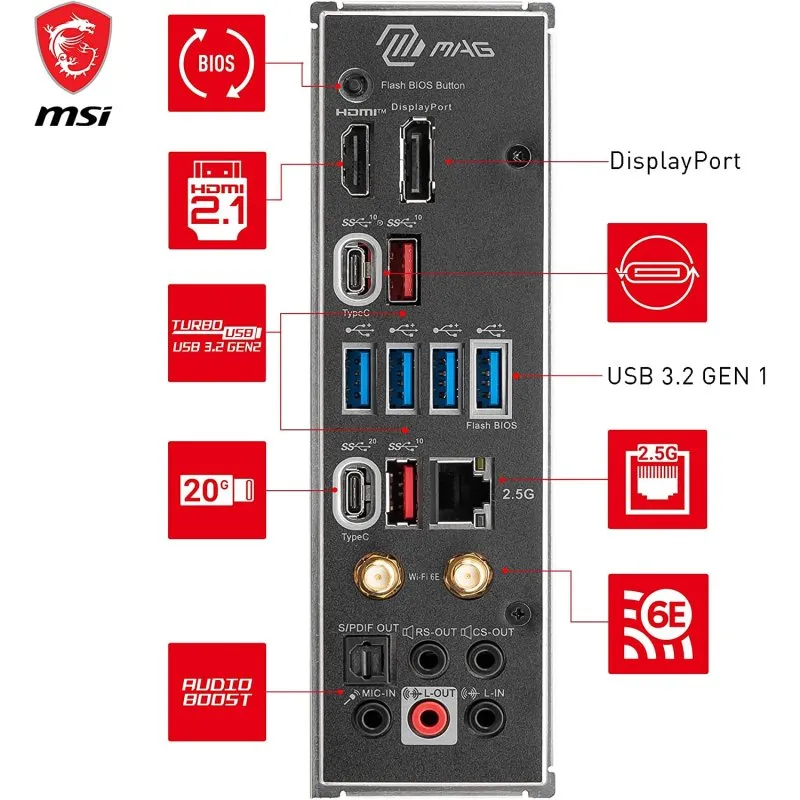 msi
BIOS
MAG
Flash BIOS Button
HDMI™
DisplayPort
DisplayPort
HDMI
2.1
SS 10
SS 10
TypeC
TURBO USB
USB 3.2 GEN2
USB 3.2 GEN 1
Flash BIOS
SS 20
SS 10
20G
TypeC
2.5G
2.5G
Wi-Fi 6E
6E
S/PDIF OUT
RS-OUT
CS-OUT
AUDIO
BOOST
MIC-IN
L-OUT
L-IN